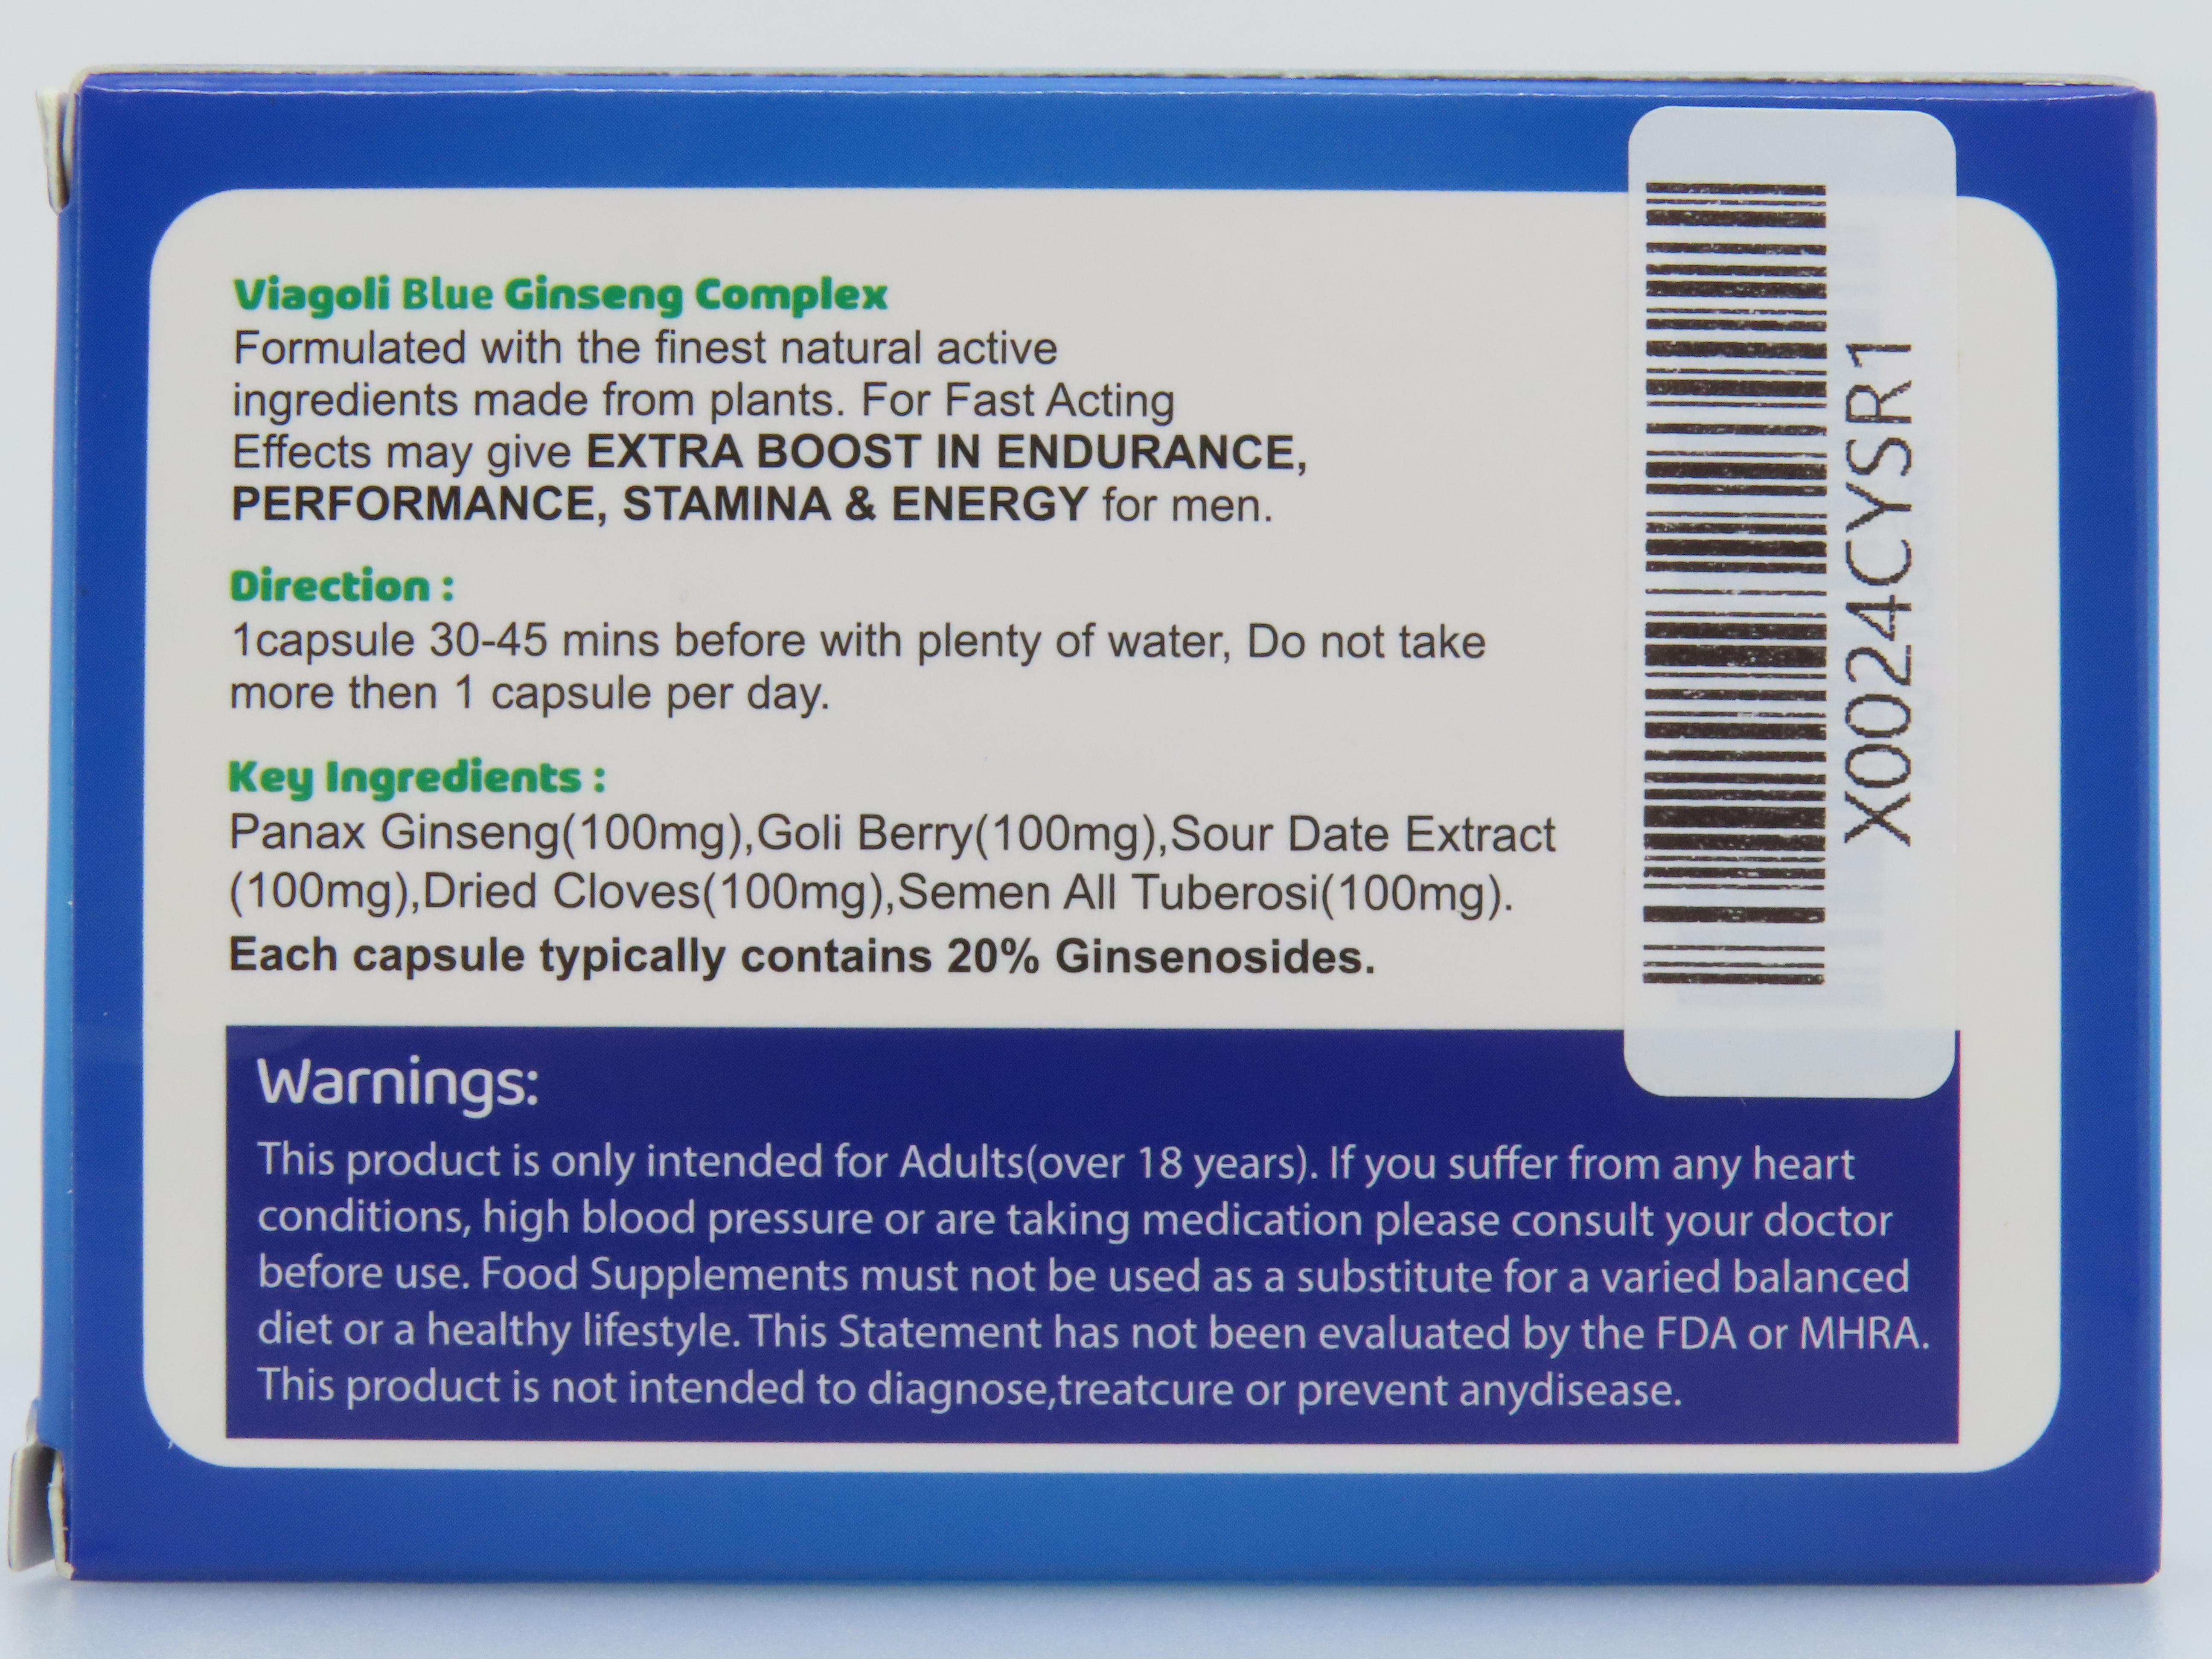 Viagoli Blue Ginseng Complex
Formulated with the finest natural active
ingredients made from plants. For Fast Acting
Effects may give EXTRA BOOST IN ENDURANCE,
PERFORMANCE, STAMINA & ENERGY for men.
Direction :
1capsule 30-45 mins before with plenty of water, Do not take
more then 1 capsule per day.
Key Ingredients :
Panax Ginseng(100mg),Goli Berry(100mg),Sour Date Extract
(100mg),Dried Cloves(100mg),Semen All Tuberosi(100mg).
Each capsule typically contains 20% Ginsenosides.
X0024CYSR1
Warnings:
This product is only intended for Adults(over 18 years). If you suffer from any heart
conditions, high blood pressure or are taking medication please consult your doctor
before use. Food Supplements must not be used as a substitute for a varied balanced
diet or a healthy lifestyle. This Statement has not been evaluated by the FDA or MHRA.
This product is not intended to diagnose,treatcure or prevent anydisease.